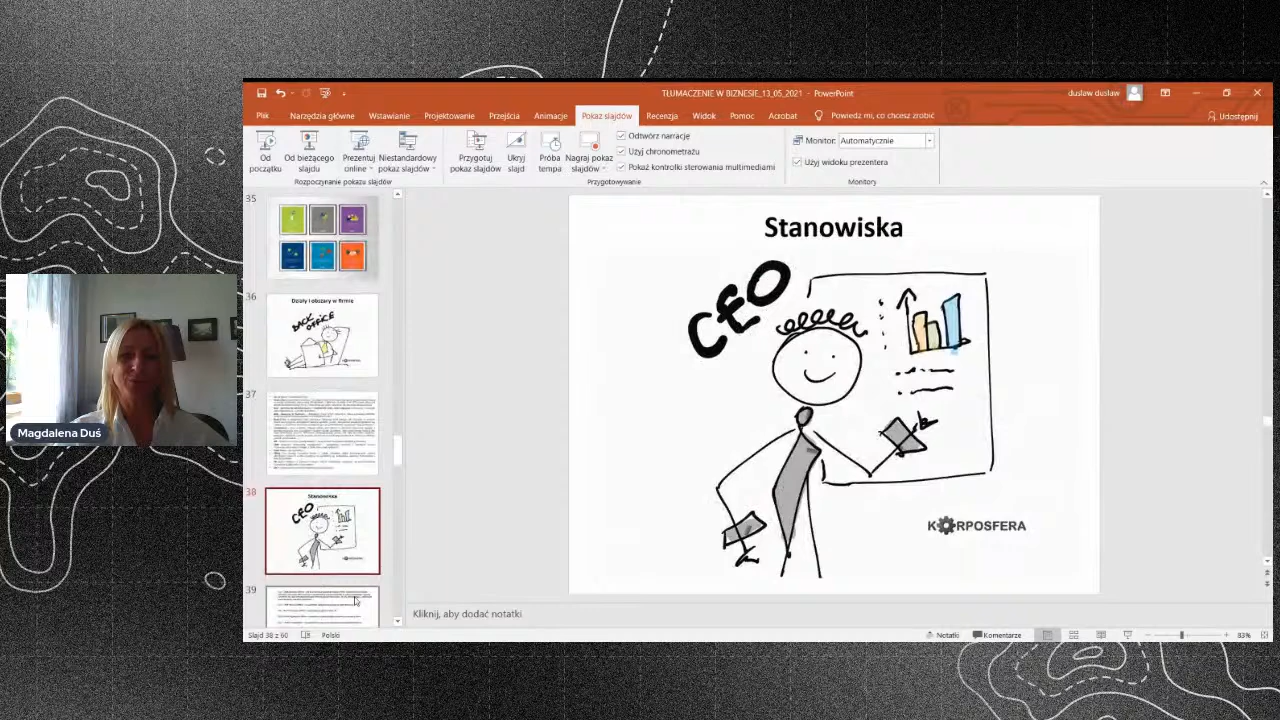 TŁUMACZENIE W BIZNESIE_13_05_2021 - PowerPoint
duslaw duslaw
Plik
Narzędzia główne
Wstawianie
Projektowanie
Przejścia
Animacje
Pokaz slajdów
Recenzja
Widok
Pomoc
Acrobat
Powiedz mi, co chcesz zrobić
Udostępnij
Od początku
Od bieżącego slajdu
Prezentuj online
Niestandardowy pokaz slajdów
Rozpoczynanie pokazu slajdów
Przygotuj pokaz slajdów
Ukryj slajd
Próba tempa
Nagraj pokaz slajdów
Odtwórz narrację
Użyj chronometrażu
Pokaż kontrolki sterowania multimediami
Przygotowywanie
Monitor: Automatycznie
Użyj widoku prezentera
Monitory
35
36
Działy i obszary w firmie
BACK OFFICE
37
38
Stanowiska
CEO
39
Stanowiska
CEO
KORPOSFERA
Kliknij, aby dodać notatki
Slajd 38 z 60
Polski
Notatki
Komentarze
83%